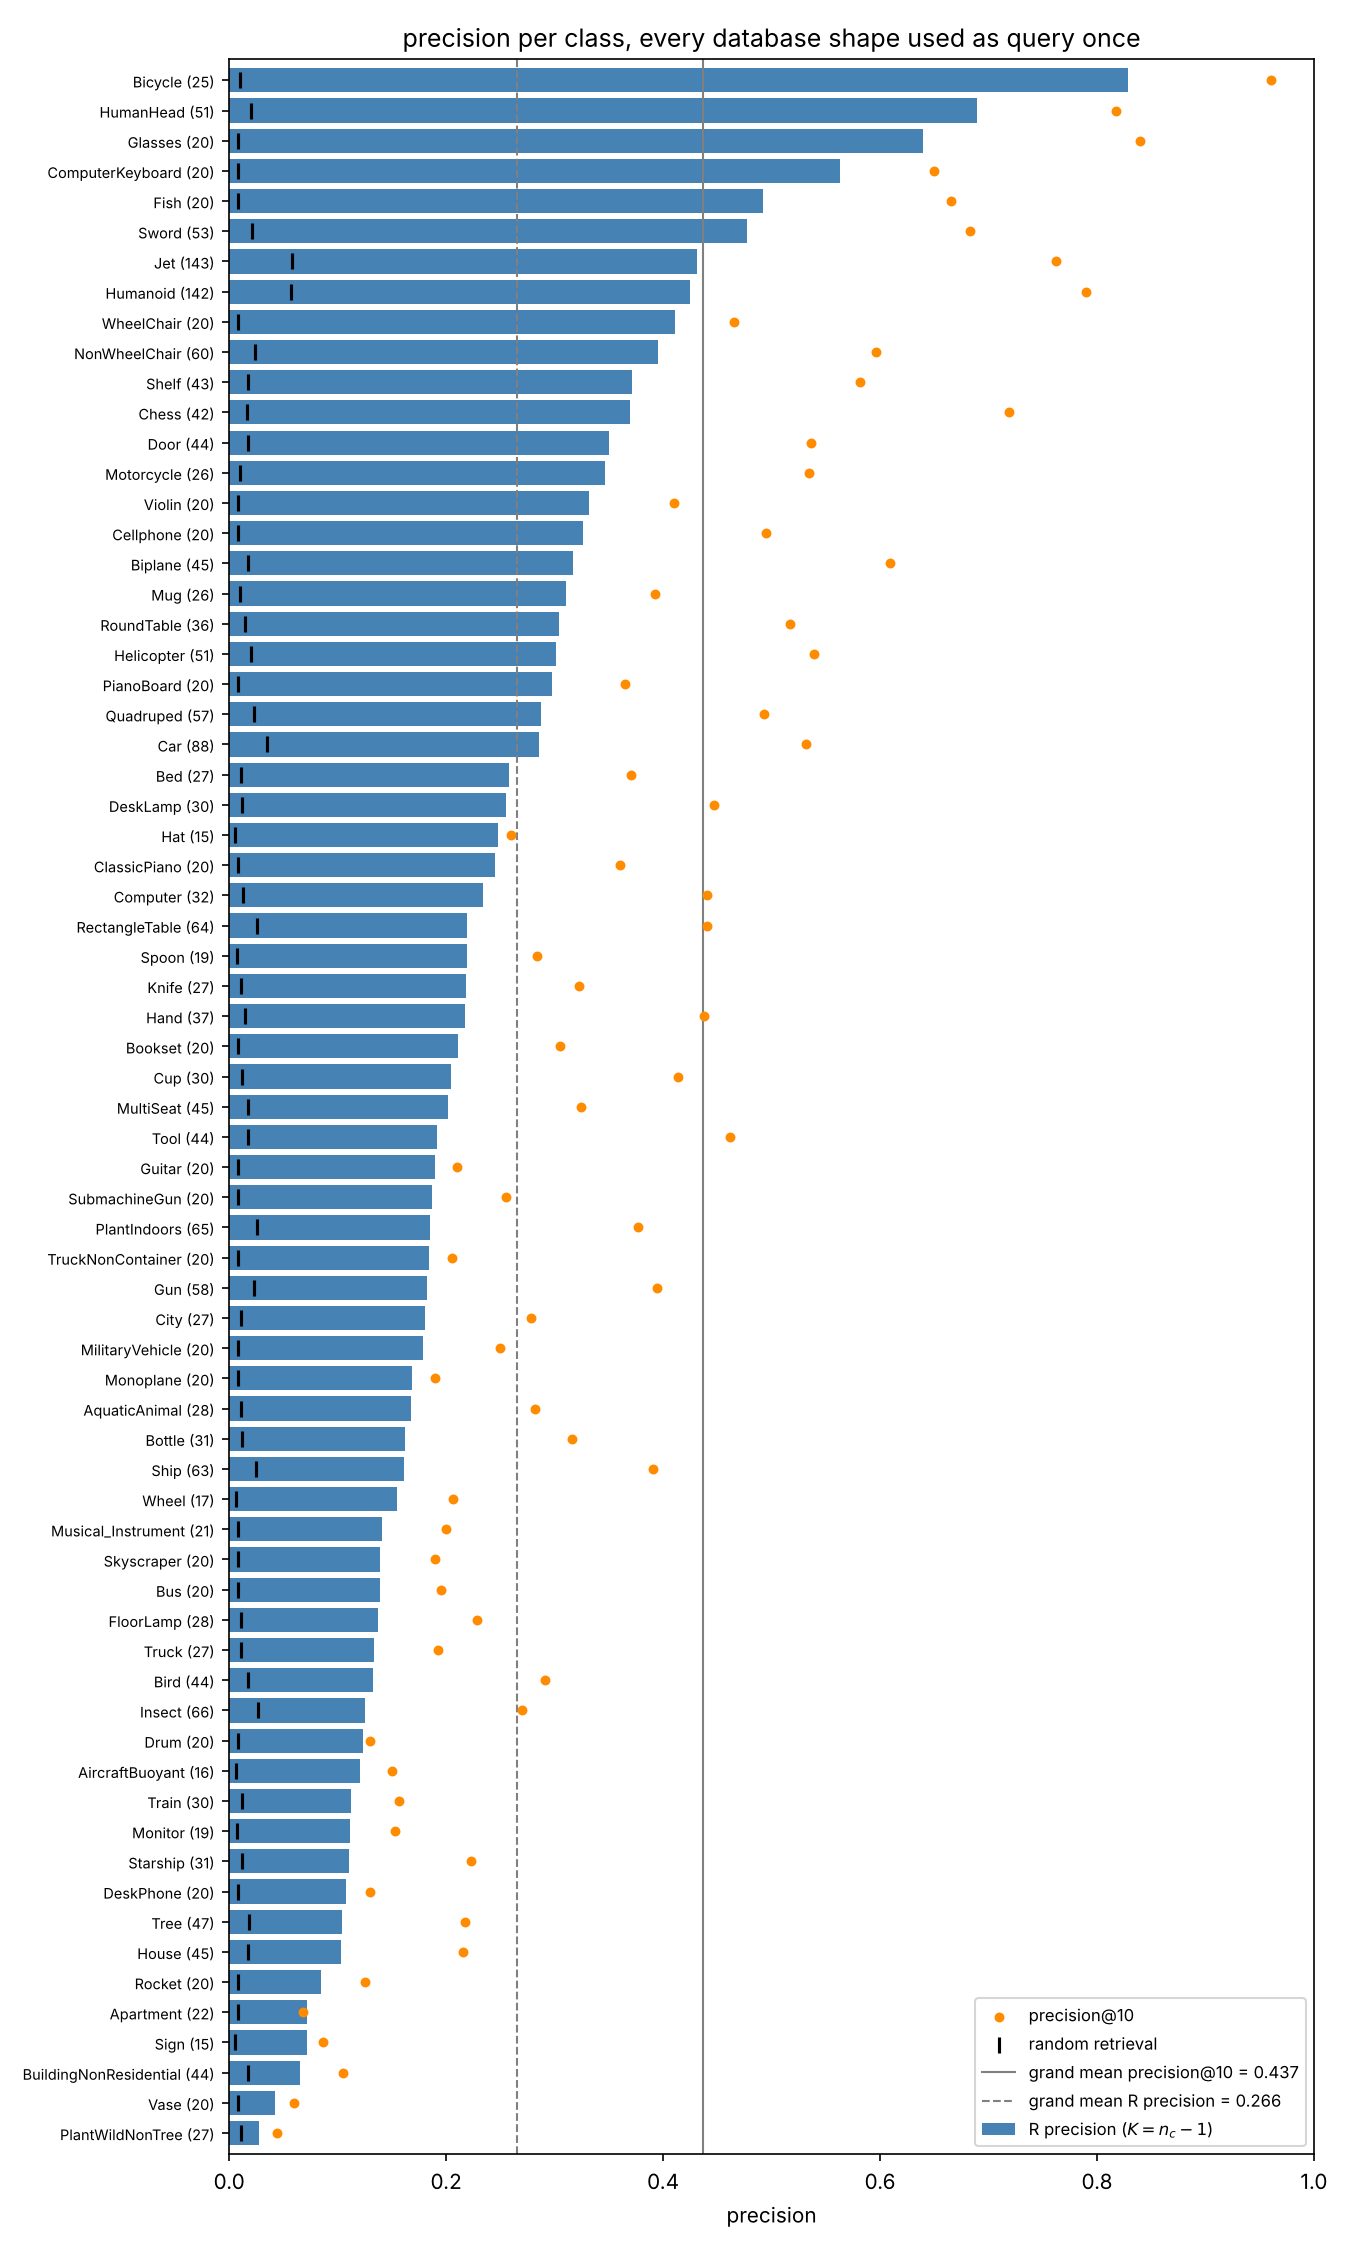 precision per class, every database shape used as query once
Bicycle (25)
HumanHead (51)
Glasses (20)
ComputerKeyboard (20)
Fish (20)
Sword (53)
Jet (143)
Humanoid (142)
WheelChair (20)
NonWheelChair (60)
Shelf (43)
Chess (42)
Door (44)
Motorcycle (26)
Violin (20)
Cellphone (20)
Biplane (45)
Mug (26)
RoundTable (36)
Helicopter (51)
PianoBoard (20)
Quadruped (57)
Car (88)
Bed (27)
DeskLamp (30)
Hat (15)
ClassicPiano (20)
Computer (32)
RectangleTable (64)
Spoon (19)
Knife (27)
Hand (37)
Bookset (20)
Cup (30)
MultiSeat (45)
Tool (44)
Guitar (20)
SubmachineGun (20)
PlantIndoors (65)
TruckNonContainer (20)
Gun (58)
City (27)
MilitaryVehicle (20)
Monoplane (20)
AquaticAnimal (28)
Bottle (31)
Ship (63)
Wheel (17)
Musical_Instrument (21)
Skyscraper (20)
Bus (20)
FloorLamp (28)
Truck (27)
Bird (44)
Insect (66)
Drum (20)
AircraftBuoyant (16)
Train (30)
Monitor (19)
Starship (31)
DeskPhone (20)
Tree (47)
House (45)
Rocket (20)
Apartment (22)
Sign (15)
BuildingNonResidential (44)
Vase (20)
PlantWildNonTree (27)
precision@10
random retrieval
grand mean precision@10 = 0.437
grand mean R precision = 0.266
R precision (K = n_c − 1)
0.0 0.2 0.4 0.6 0.8 1.0
precision